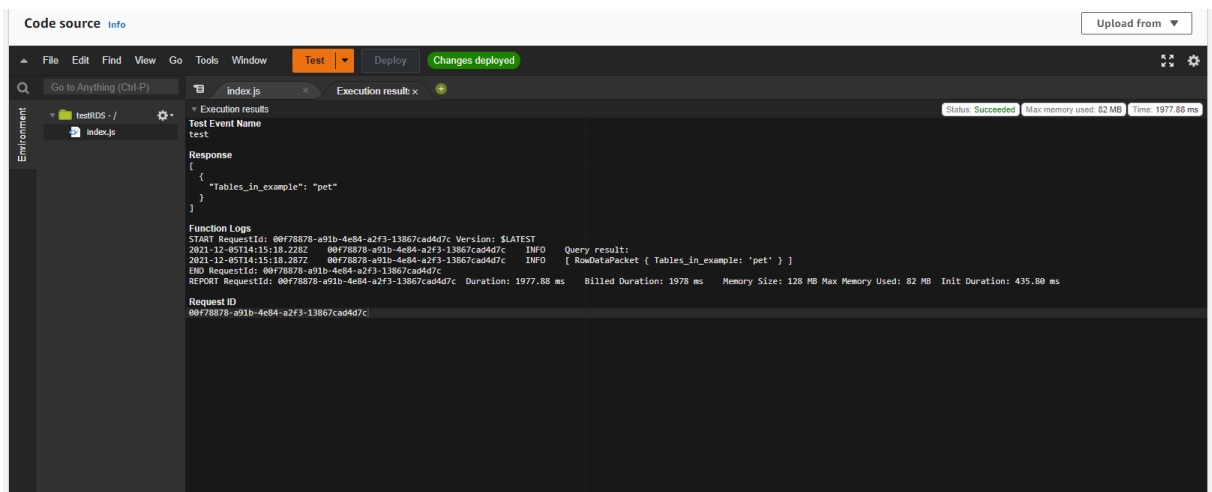 Code source Info
Upload from ▼
File Edit Find View Go Tools Window Test Deploy Changes deployed
Go to Anything (Ctrl-P)
index.js × Execution result: ×
Environment
testRDS - /
index.js
Execution results
Status: Succeeded Max memory used: 82 MB Time: 1977.88 ms
Test Event Name
test
Response
[
{
"Tables_in_example": "pet"
}
]
Function Logs
START RequestId: 00f78878-a91b-4e84-a2f3-13867cad4d7c Version: $LATEST
2021-12-05T14:15:18.228Z 00f78878-a91b-4e84-a2f3-13867cad4d7c INFO Query result:
2021-12-05T14:15:18.287Z 00f78878-a91b-4e84-a2f3-13867cad4d7c INFO [ RowDataPacket { Tables_in_example: 'pet' } ]
END RequestId: 00f78878-a91b-4e84-a2f3-13867cad4d7c
REPORT RequestId: 00f78878-a91b-4e84-a2f3-13867cad4d7c Duration: 1977.88 ms Billed Duration: 1978 ms Memory Size: 128 MB Max Memory Used: 82 MB Init Duration: 435.80 ms
Request ID
00f78878-a91b-4e84-a2f3-13867cad4d7c